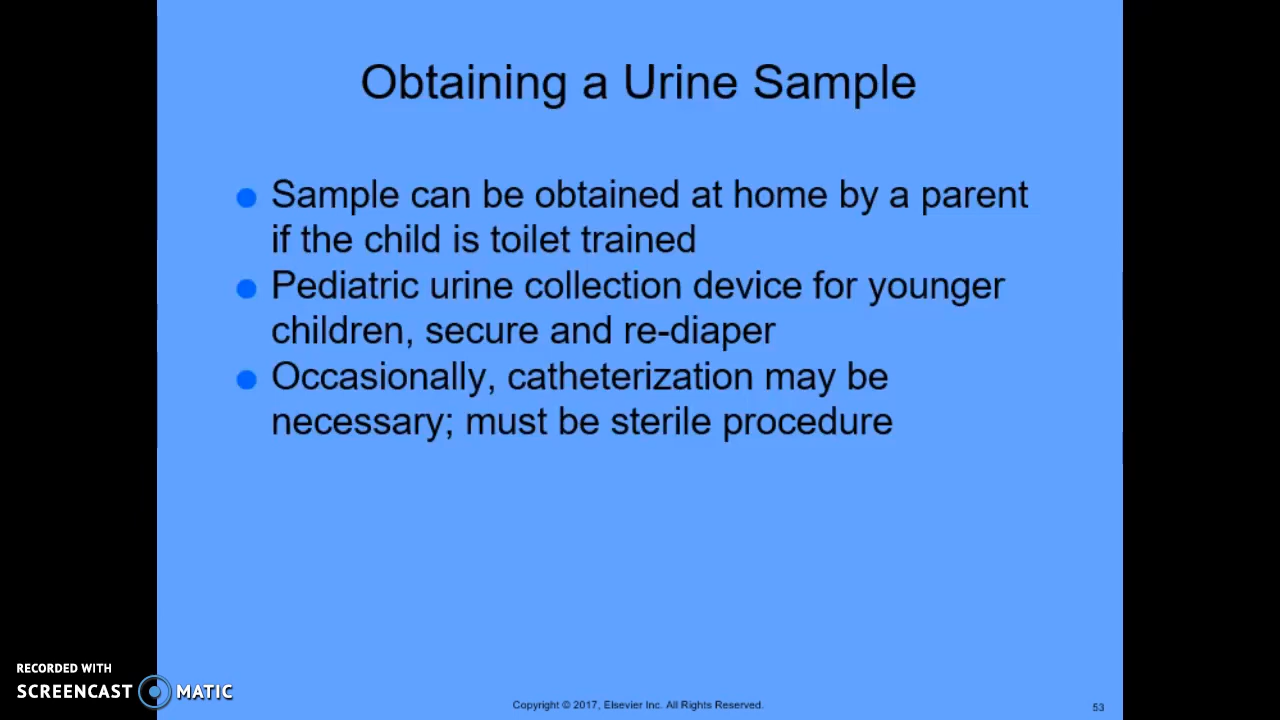 Obtaining a Urine Sample
Sample can be obtained at home by a parent
if the child is toilet trained
Pediatric urine collection device for younger
children, secure and re-diaper
Occasionally, catheterization may be
necessary; must be sterile procedure
RECORDED WITH
SCREENCAST MATIC
Copyright © 2017, Elsevier Inc. All Rights Reserved.
53